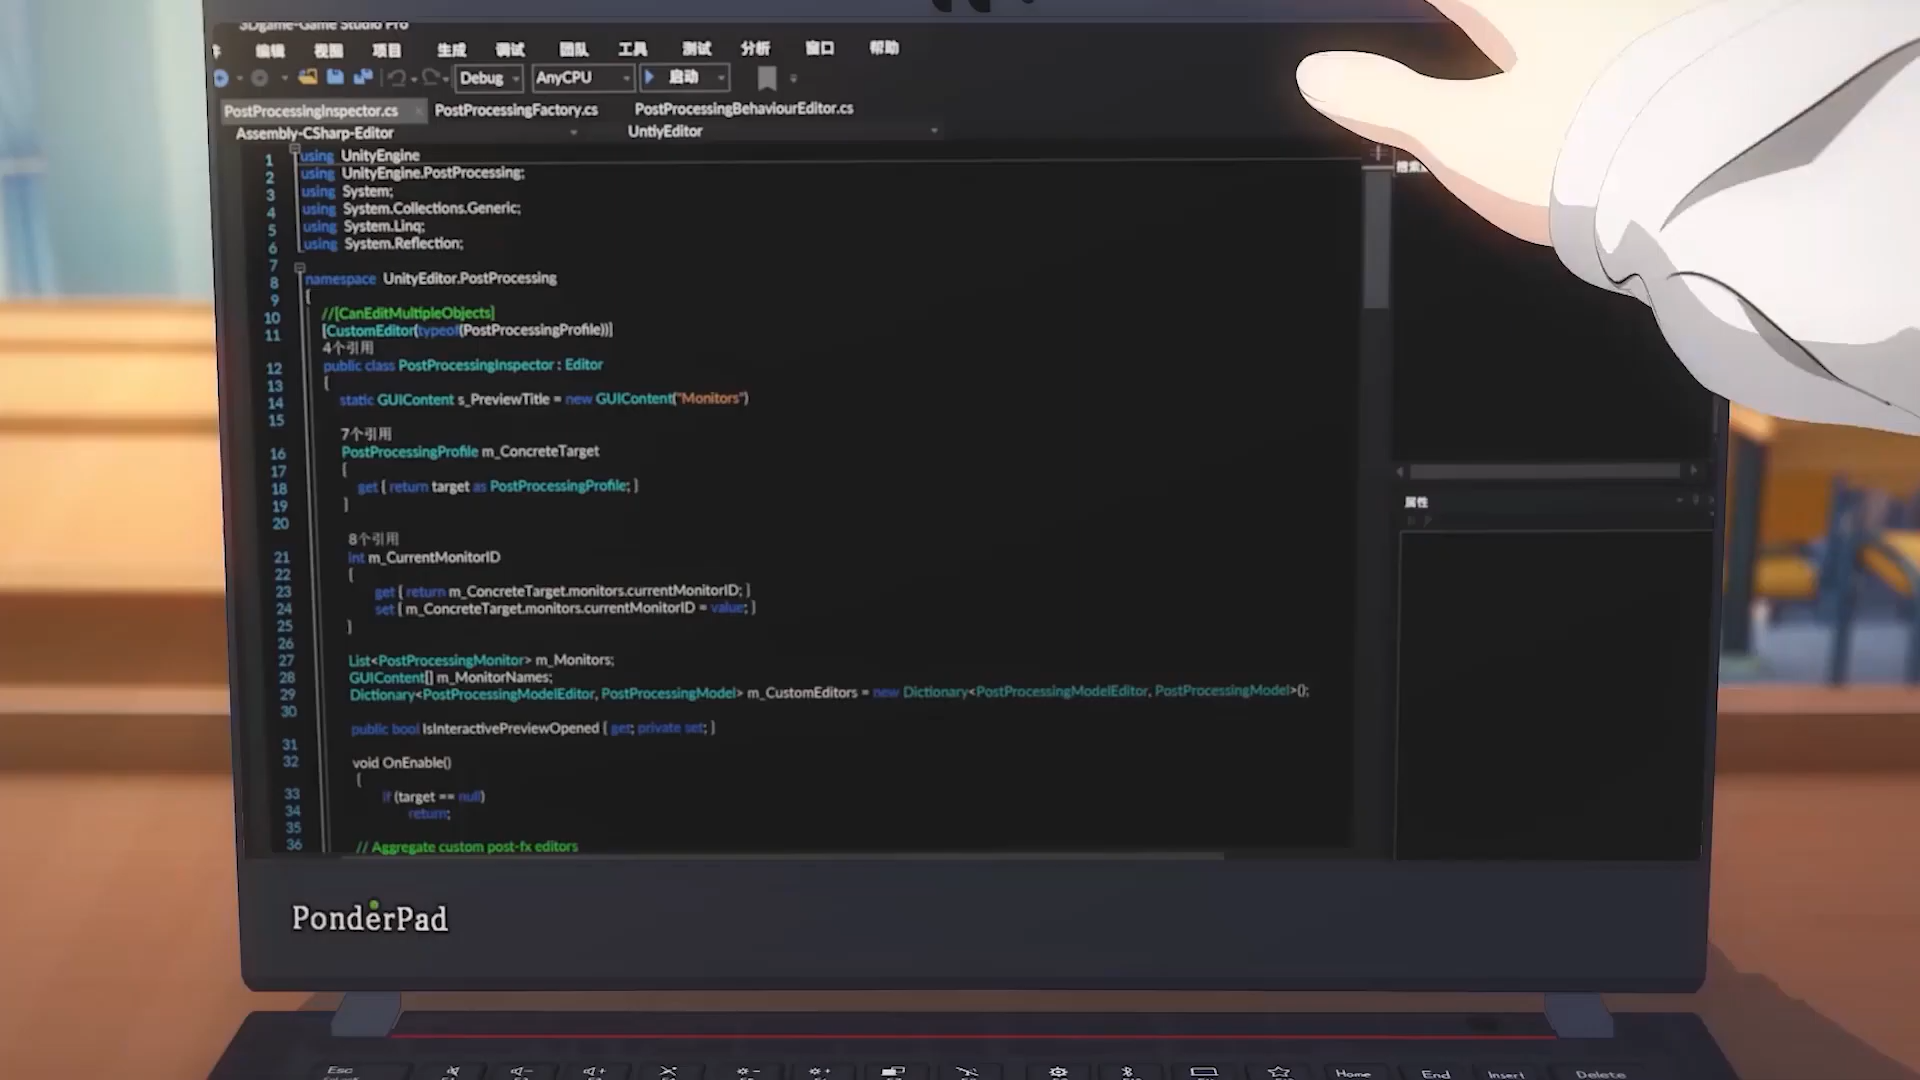 3Dgame-Game Studio Pro
编辑 视图 项目 生成 调试 团队 工具 测试 分析 窗口 帮助
Debug AnyCPU 启动
PostProcessingInspector.cs PostProcessingFactory.cs PostProcessingBehaviourEditor.cs
Assembly-CSharp-Editor UntiyEditor
1 using UnityEngine
2 using UnityEngine.PostProcessing;
3 using System;
4 using System.Collections.Generic;
5 using System.Linq;
6 using System.Reflection;
7
8 namespace UnityEditor.PostProcessing
9 {
10 //[CanEditMultipleObjects]
11 [CustomEditor(typeof(PostProcessingProfile))]
4个引用
12 public class PostProcessingInspector : Editor
13 {
14 static GUIContent s_PreviewTitle = new GUIContent("Monitors")
15
7个引用
16 PostProcessingProfile m_ConcreteTarget
17 {
18 get { return target as PostProcessingProfile; }
19 }
20
8个引用
21 int m_CurrentMonitorID
22 {
23 get { return m_ConcreteTarget.monitors.currentMonitorID; }
24 set { m_ConcreteTarget.monitors.currentMonitorID = value; }
25 }
26
27 List<PostProcessingMonitor> m_Monitors;
28 GUIContent[] m_MonitorNames;
29 Dictionary<PostProcessingModelEditor, PostProcessingModel> m_CustomEditors = new Dictionary<PostProcessingModelEditor, PostProcessingModel>();
30
public bool IsInteractivePreviewOpened { get; private set; }
31
32 void OnEnable()
{
33 if (target == null)
34 return;
35
36 // Aggregate custom post-fx editors
属性
PonderPad
Esc Home End Insert Delete